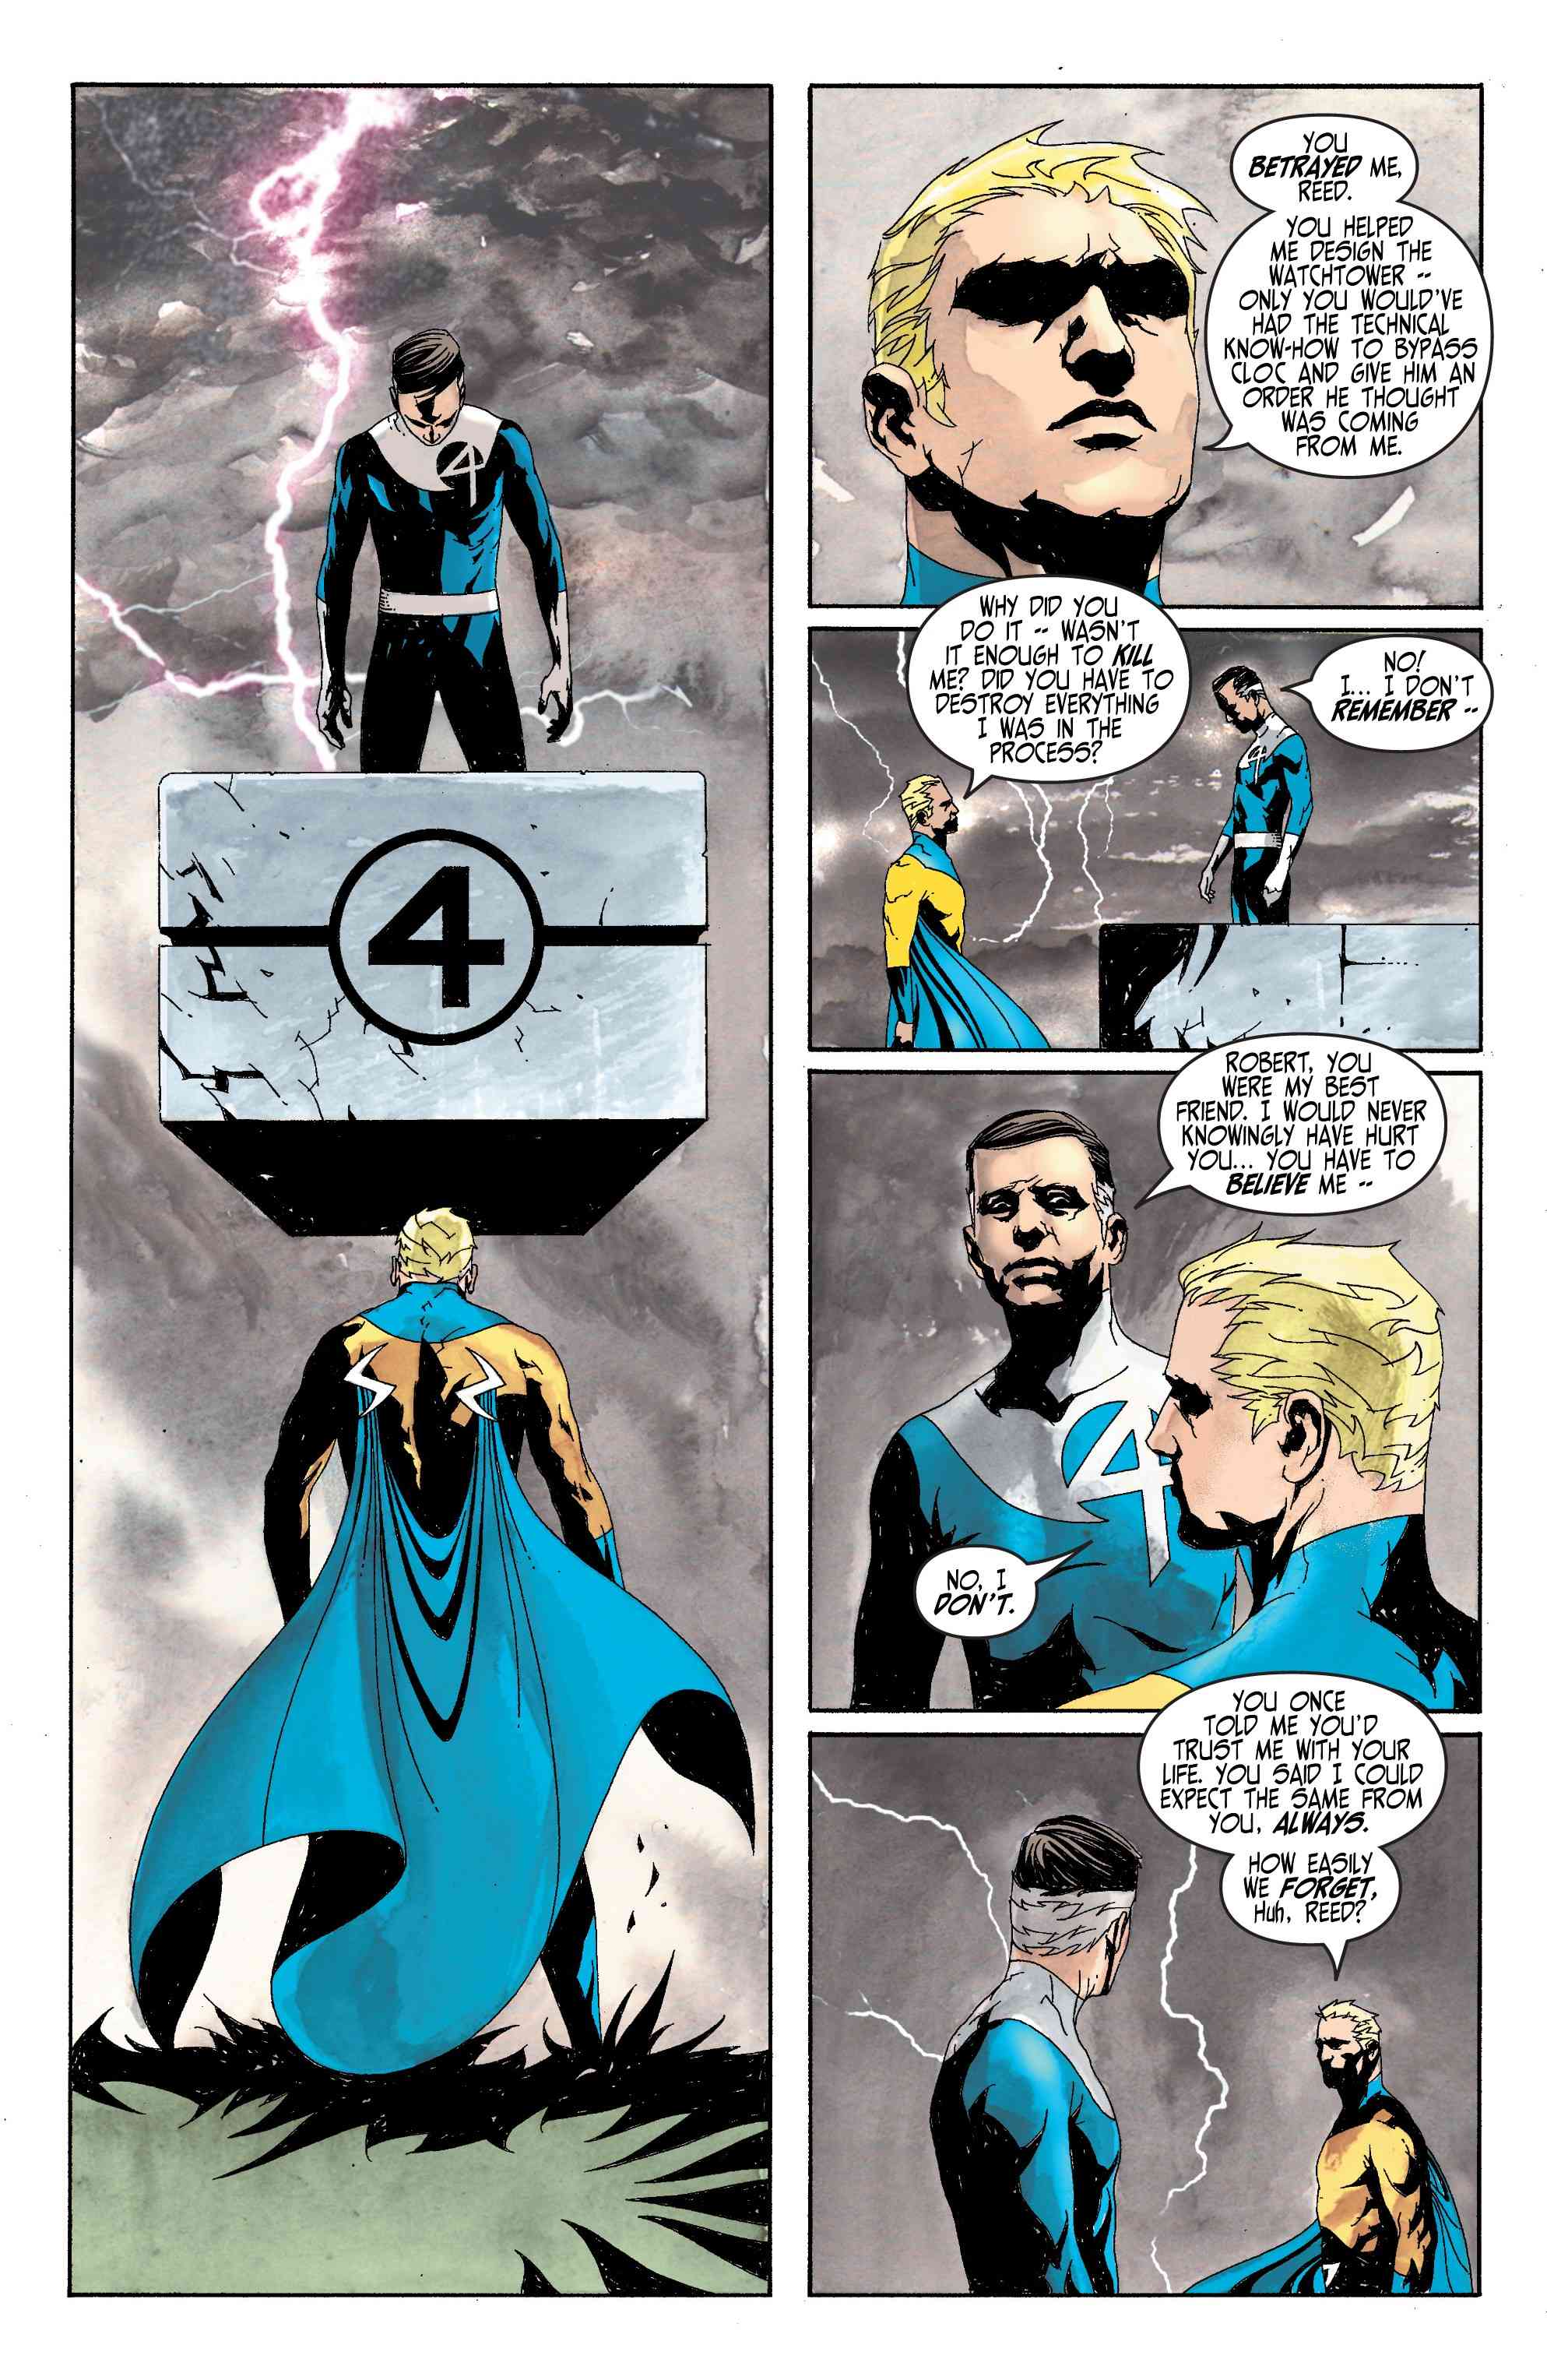 4
4
YOU
BETRAYED ME,
REED.
YOU HELPED
ME DESIGN THE
WATCHTOWER --
ONLY YOU WOULD'VE
HAD THE TECHNICAL
KNOW-HOW TO BYPASS
CLOC AND GIVE HIM AN
ORDER HE THOUGHT
WAS COMING
FROM ME.
WHY DID YOU
DO IT -- WASN'T
IT ENOUGH TO KILL
ME? DID YOU HAVE TO
DESTROY EVERYTHING
I WAS IN THE
PROCESS?
NO!
I... I DON'T
REMEMBER --
4
ROBERT, YOU
WERE MY BEST
FRIEND. I WOULD NEVER
KNOWINGLY HAVE HURT
YOU... YOU HAVE TO
BELIEVE ME --
4
NO, I
DON'T.
YOU ONCE
TOLD ME YOU'D
TRUST ME WITH YOUR
LIFE. YOU SAID I COULD
EXPECT THE SAME FROM
YOU, ALWAYS.
HOW EASILY
WE FORGET,
Huh, REED?